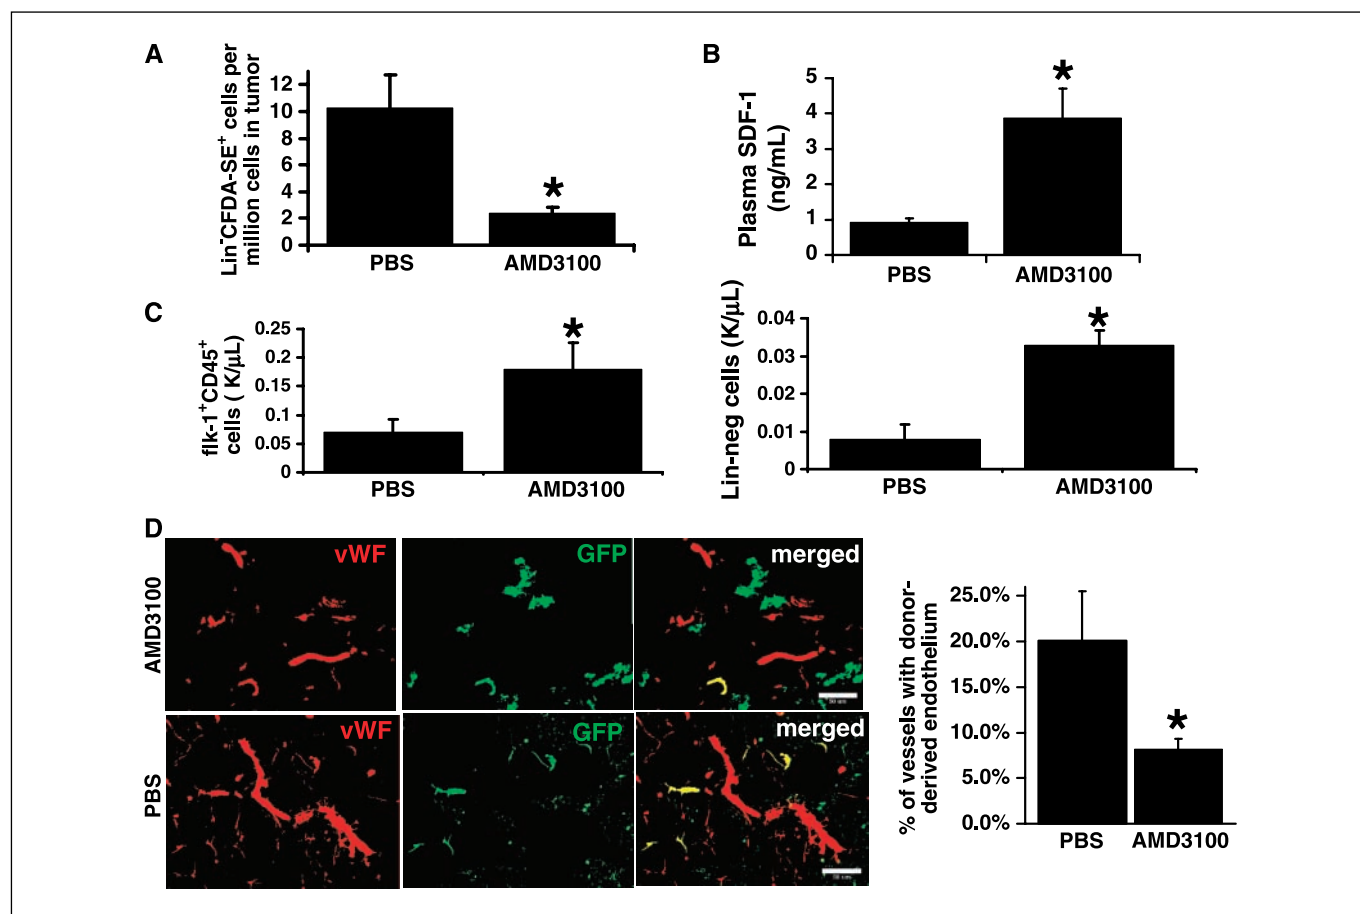 A
Lin⁻CFDA-SE⁺ cells per
million cells in tumor
12
10
8
6
4
2
0
PBS
AMD3100
*
B
Plasma SDF-1
(ng/mL)
5
4
3
2
1
0
PBS
AMD3100
*
C
flk-1⁺CD45⁺
cells ( K/μL)
0.25
0.2
0.15
0.1
0.05
0
PBS
AMD3100
*
Lin-neg cells (K/μL)
0.04
0.03
0.02
0.01
0
PBS
AMD3100
*
D
AMD3100
vWF
GFP
merged
PBS
vWF
GFP
merged
% of vessels with donor-
derived endothelium
25.0%
20.0%
15.0%
10.0%
5.0%
0.0%
PBS
AMD3100
*